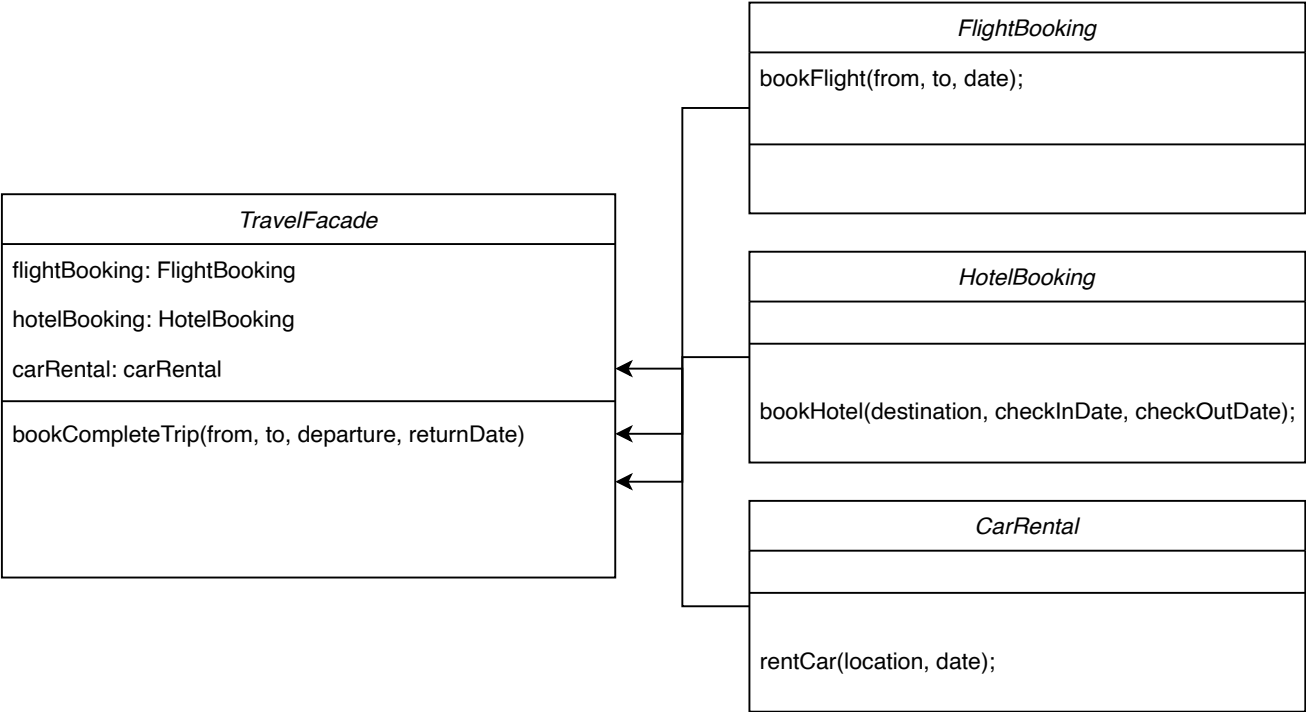 FlightBooking
bookFlight(from, to, date);
TravelFacade
flightBooking: FlightBooking
hotelBooking: HotelBooking
carRental: carRental
bookCompleteTrip(from, to, departure, returnDate)
HotelBooking
bookHotel(destination, checkInDate, checkOutDate);
CarRental
rentCar(location, date);